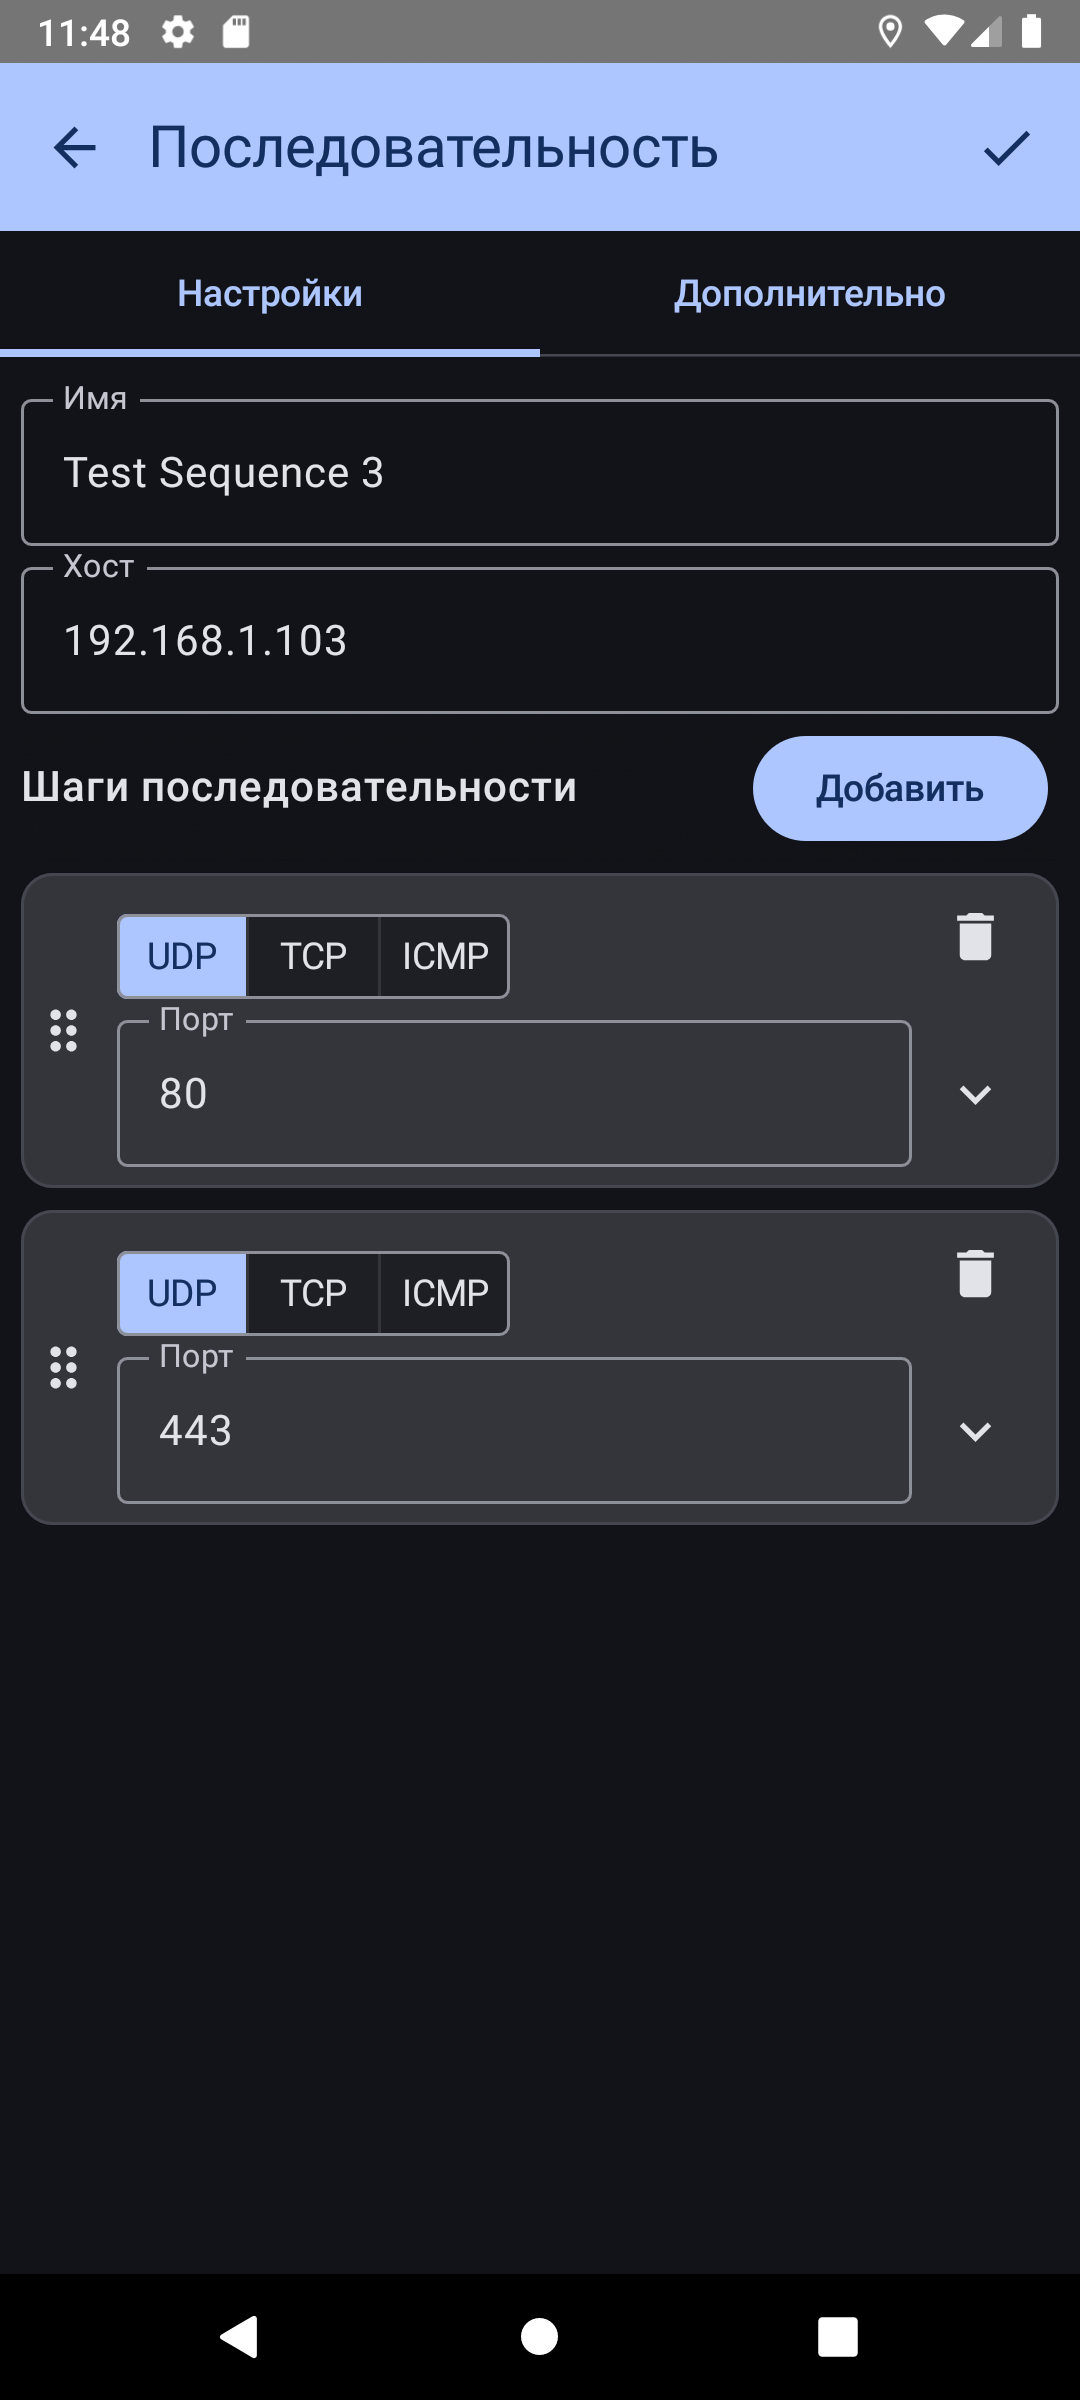 11:48
Последовательность
Настройки
Дополнительно
Имя
Test Sequence 3
Хост
192.168.1.103
Шаги последовательности
Добавить
UDP TCP ICMP
Порт
80
UDP TCP ICMP
Порт
443